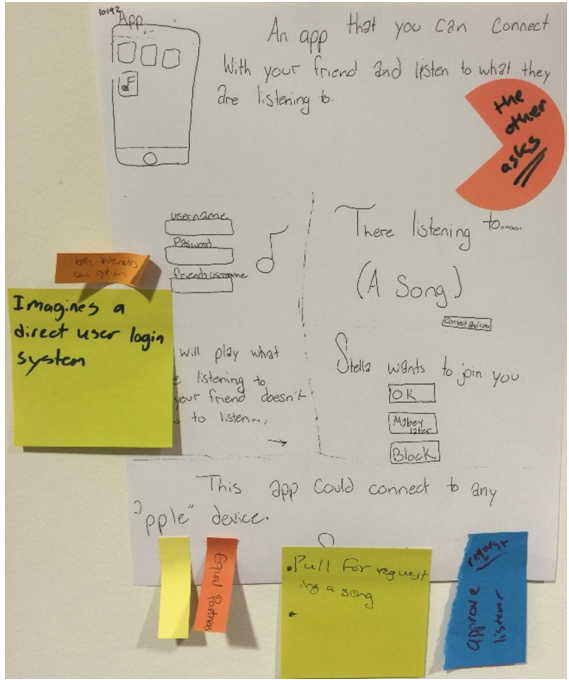 10192
App
An app that you can connect
With your friend and listen to what they
are listening to.
F
the
other
asks
username
Pasword
friends username
There listening to.....
(A Song)
Imagines a
direct user login
system
will play what
listening to
your friend doesn't
to listen...
Stella wants to join you
OK
Mabey
later
Block
This app could connect to any
"pple" device.
Equal
.Pull for request
ing a song
request
approve
listener